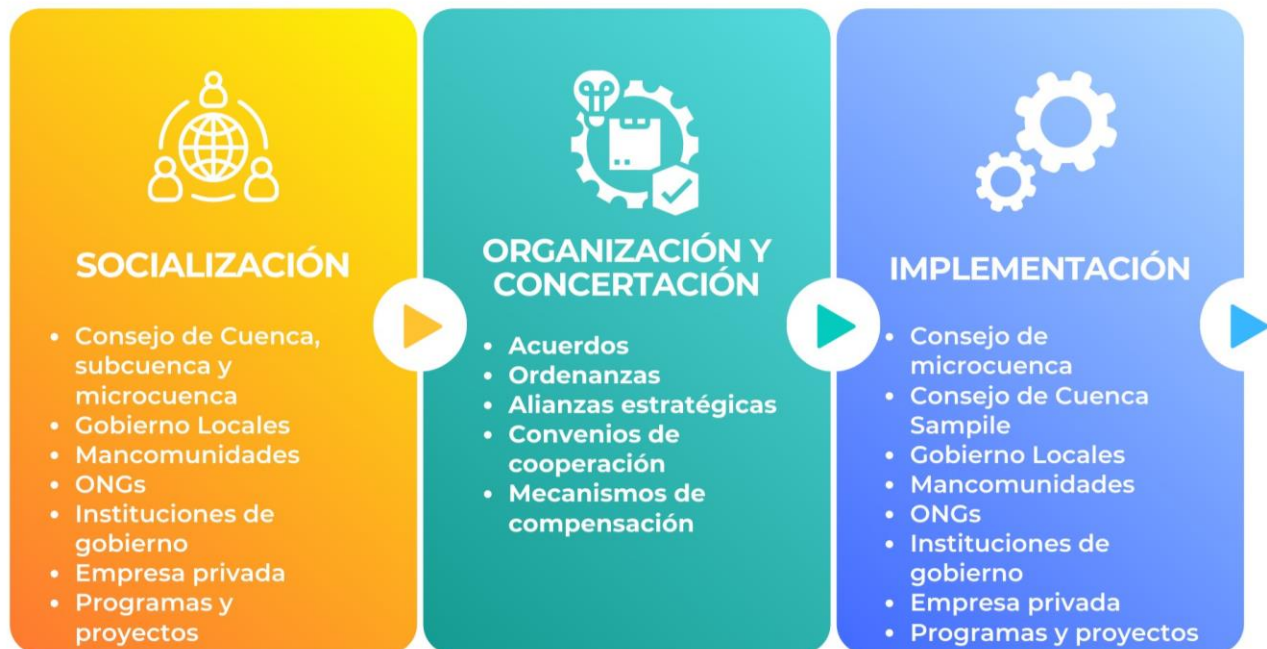 SOCIALIZACIÓN
• Consejo de Cuenca,
subcuenca y
microcuenca
• Gobierno Locales
• Mancomunidades
• ONGs
• Instituciones de
gobierno
• Empresa privada
• Programas y
proyectos
ORGANIZACIÓN Y
CONCERTACIÓN
• Acuerdos
• Ordenanzas
• Alianzas estratégicas
• Convenios de
cooperación
• Mecanismos de
compensación
IMPLEMENTACIÓN
• Consejo de
microcuenca
• Consejo de Cuenca
Sampile
• Gobierno Locales
• Mancomunidades
• ONGs
• Instituciones de
gobierno
• Empresa privada
• Programas y proyectos